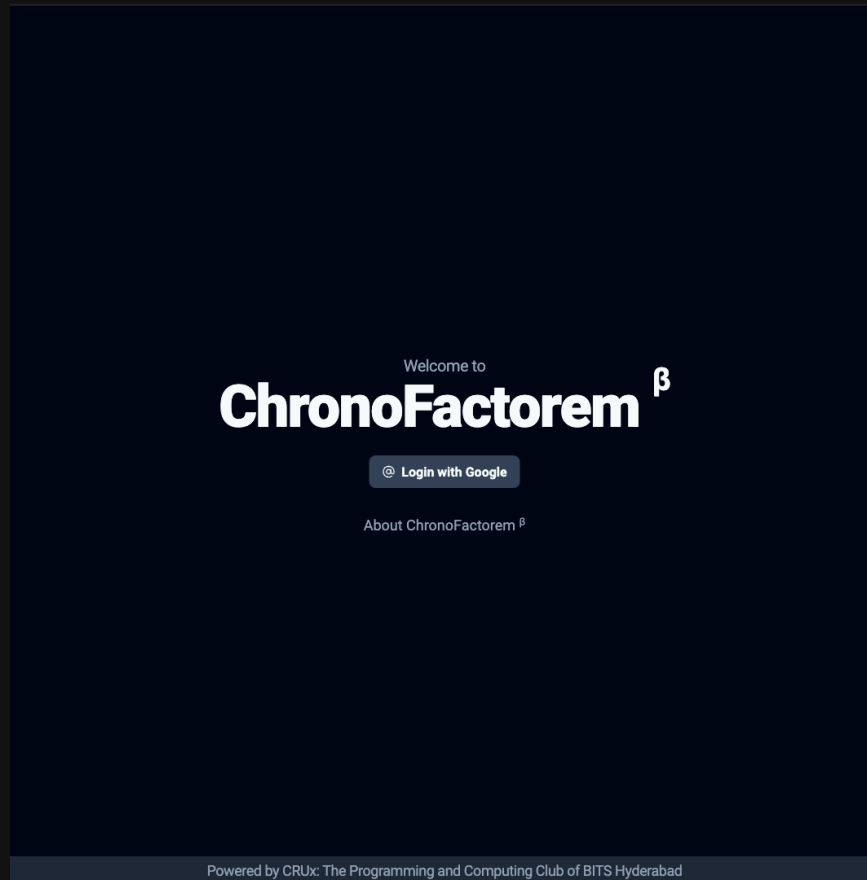 Welcome to
ChronoFactorem β
@ Login with Google
About ChronoFactorem β
Powered by CRUx: The Programming and Computing Club of BITS Hyderabad